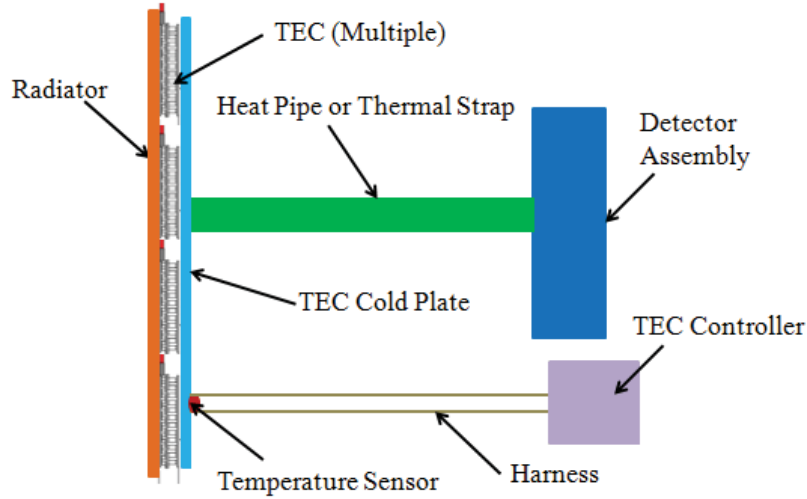 TEC (Multiple)
Radiator
Heat Pipe or Thermal Strap
Detector
Assembly
TEC Cold Plate
TEC Controller
Temperature Sensor
Harness